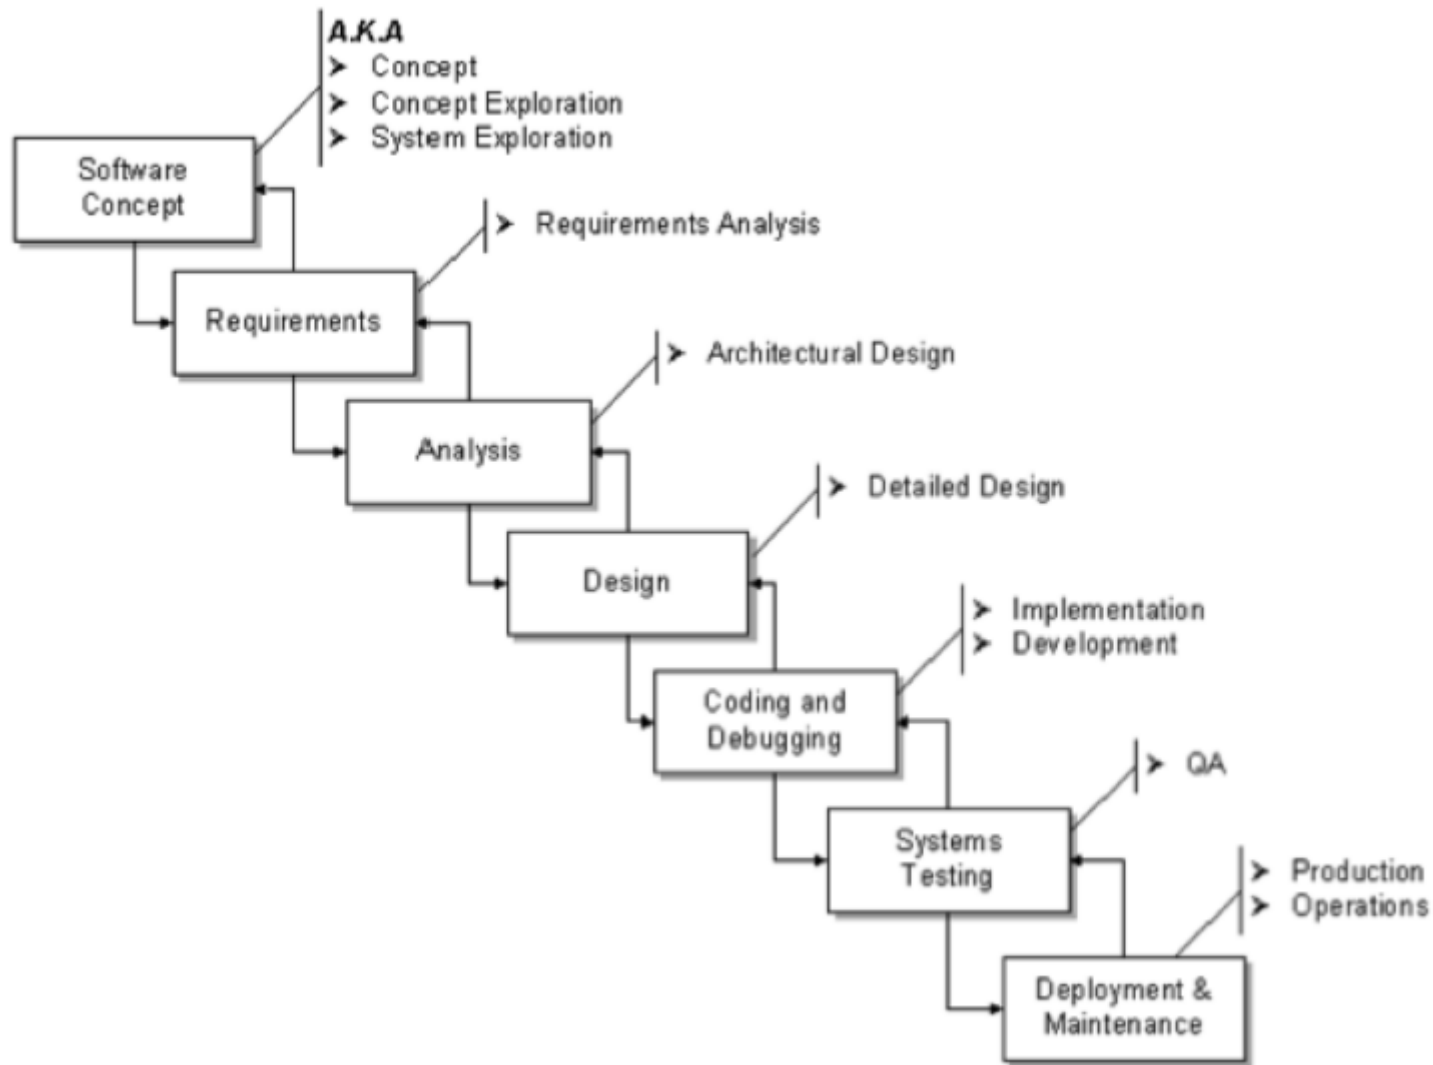 A.K.A
➤ Concept
➤ Concept Exploration
➤ System Exploration
Software
Concept
➤ Requirements Analysis
Requirements
➤ Architectural Design
Analysis
➤ Detailed Design
Design
➤ Implementation
➤ Development
Coding and
Debugging
➤ QA
Systems
Testing
➤ Production
➤ Operations
Deployment &
Maintenance